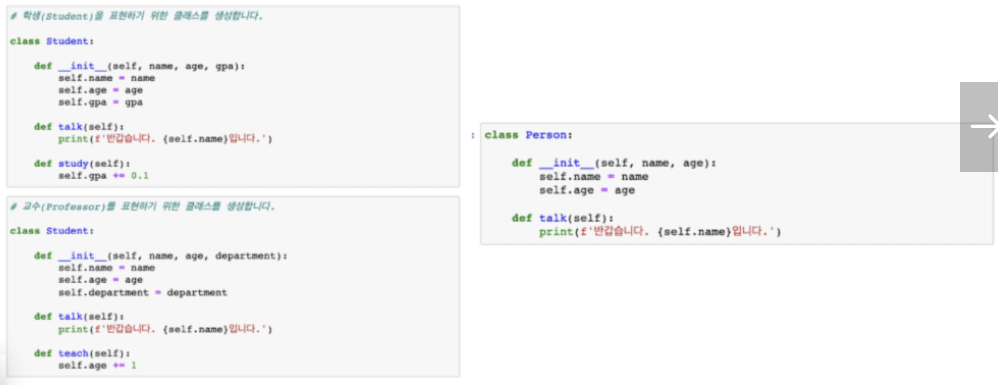 # 학생(Student)을 표현하기 위한 클래스를 생성합니다.
class Student:
    def __init__(self, name, age, gpa):
        self.name = name
        self.age = age
        self.gpa = gpa
    def talk(self):
        print(f'반갑습니다. {self.name}입니다.')
    def study(self):
        self.gpa += 0.1
# 교수(Professor)를 표현하기 위한 클래스를 생성합니다.
class Student:
    def __init__(self, name, age, department):
        self.name = name
        self.age = age
        self.department = department
    def talk(self):
        print(f'반갑습니다. {self.name}입니다.')
    def teach(self):
        self.age += 1
: class Person:
    def __init__(self, name, age):
        self.name = name
        self.age = age
    def talk(self):
        print(f'반갑습니다. {self.name}입니다.')